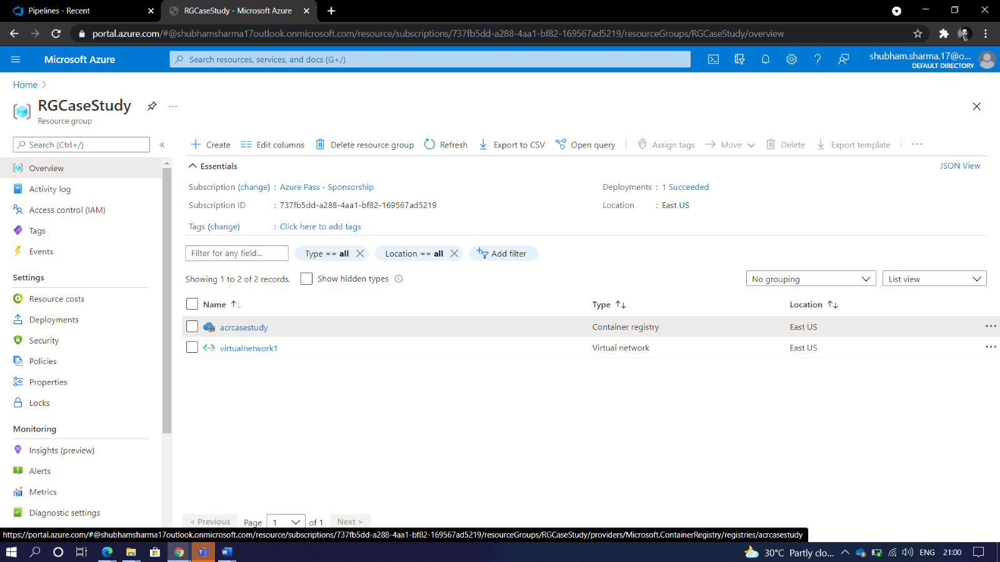 Pipelines - Recent
RGCaseStudy - Microsoft Azure
portal.azure.com/#@shubhamsharma17outlook.onmicrosoft.com/resource/subscriptions/737fb5dd-a288-4aa1-bf82-169567ad5219/resourceGroups/RGCaseStudy/overview
Microsoft Azure
Search resources, services, and docs (G+/)
shubham.sharma.17@o...
DEFAULT DIRECTORY
Home
RGCaseStudy
Resource group
Search (Ctrl+/)
Create
Edit columns
Delete resource group
Refresh
Export to CSV
Open query
Assign tags
Move
Delete
Export template
Overview
Activity log
Access control (IAM)
Tags
Events
Settings
Resource costs
Deployments
Security
Policies
Properties
Locks
Monitoring
Insights (preview)
Alerts
Metrics
Diagnostic settings
Essentials
JSON View
Subscription (change) : Azure Pass - Sponsorship
Deployments : 1 Succeeded
Subscription ID : 737fb5dd-a288-4aa1-bf82-169567ad5219
Location : East US
Tags (change) : Click here to add tags
Filter for any field...
Type == all
Location == all
Add filter
Showing 1 to 2 of 2 records.
Show hidden types
No grouping
List view
Name
Type
Location
acrcasestudy
Container registry
East US
virtualnetwork1
Virtual network
East US
< Previous
Page 1 of 1
Next >
https://portal.azure.com/#@shubhamsharma17outlook.onmicrosoft.com/resource/subscriptions/737fb5dd-a288-4aa1-bf82-169567ad5219/resourceGroups/RGCaseStudy/providers/Microsoft.ContainerRegistry/registries/acrcasestudy
30°C Partly clo...
ENG
21:00